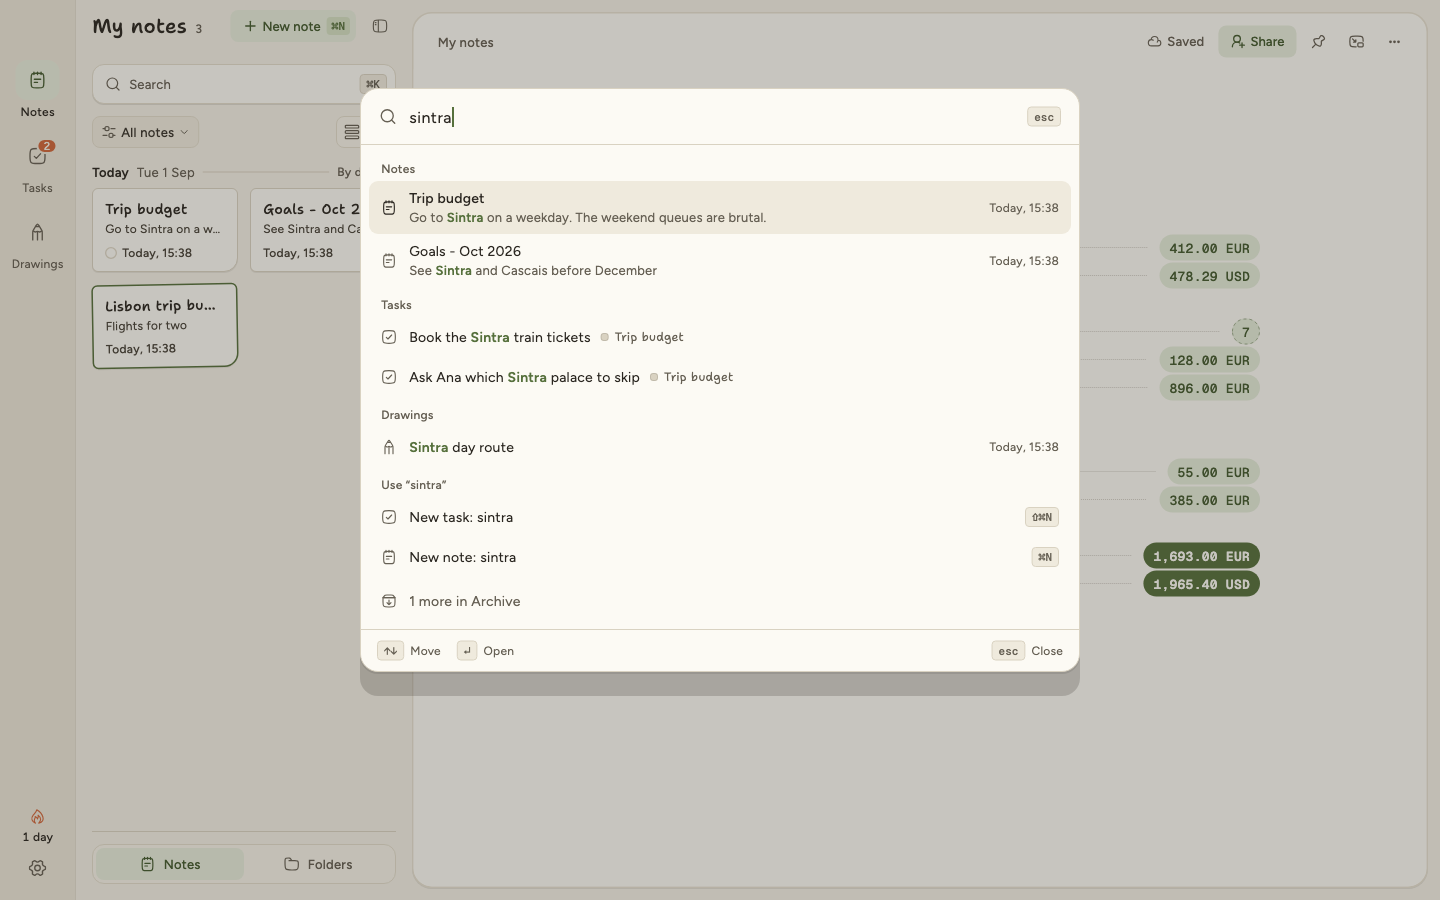 My notes 3
New note ⌘N
Notes
2
Tasks
Drawings
1 day
Search
⌘K
All notes
Today Tue 1 Sep
By d
Trip budget
Go to Sintra on a w...
Today, 15:38
Goals - Oct 2
See Sintra and Ca
Today, 15:38
Lisbon trip bu...
Flights for two
Today, 15:38
Notes
Folders
My notes
Saved
Share
sintra
esc
Notes
Trip budget
Go to Sintra on a weekday. The weekend queues are brutal.
Today, 15:38
Goals - Oct 2026
See Sintra and Cascais before December
Today, 15:38
Tasks
Book the Sintra train tickets Trip budget
Ask Ana which Sintra palace to skip Trip budget
Drawings
Sintra day route
Today, 15:38
Use “sintra”
New task: sintra
⇧⌘N
New note: sintra
⌘N
1 more in Archive
↑↓ Move
↵ Open
esc Close
412.00 EUR
478.29 USD
7
128.00 EUR
896.00 EUR
55.00 EUR
385.00 EUR
1,693.00 EUR
1,965.40 USD